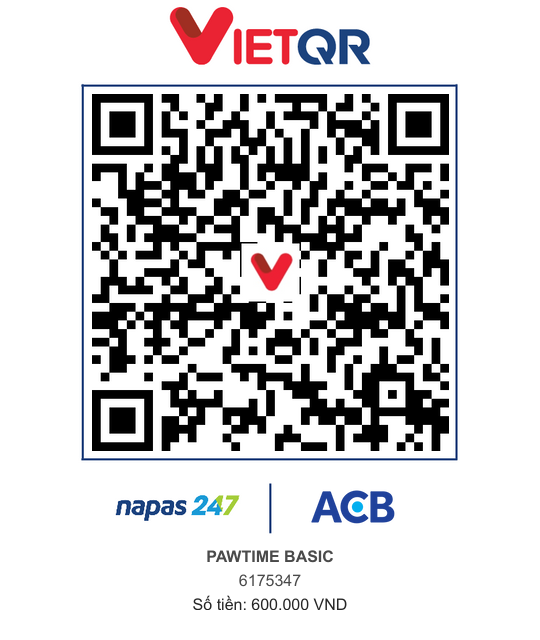 VIETQR
napas 247
ACB
PAWTIME BASIC
6175347
Số tiền: 600.000 VND